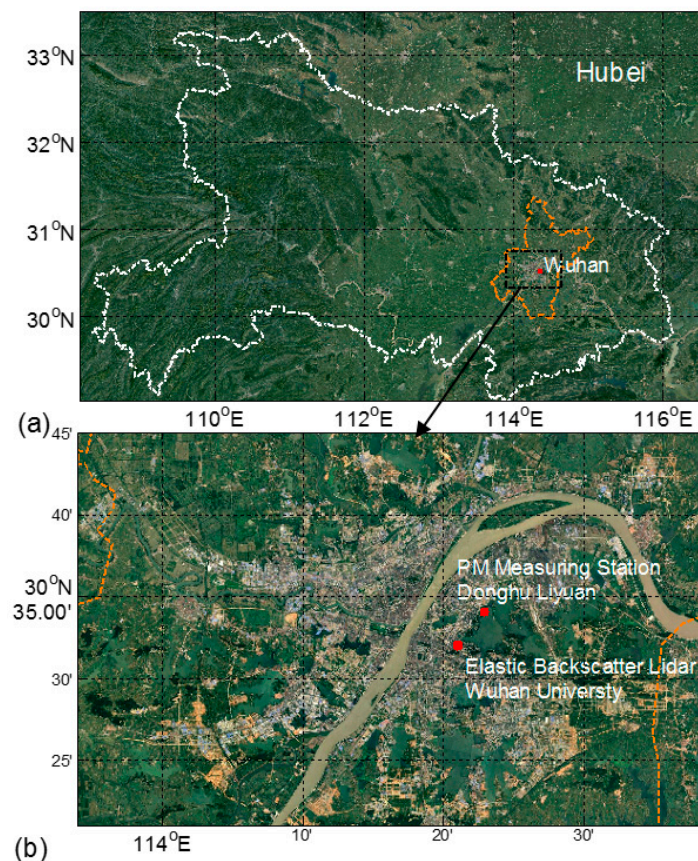 33°N
Hubei
32°N
31°N
Wuhan
30°N
110°E
112°E
114°E
116°E
(a)
45'
40'
PM Measuring Station
Donghu Liyuan
30°N
35.00'
Elastic Backscatter Lidar
Wuhan Universty
30'
25'
114°E
10'
20'
30'
(b)